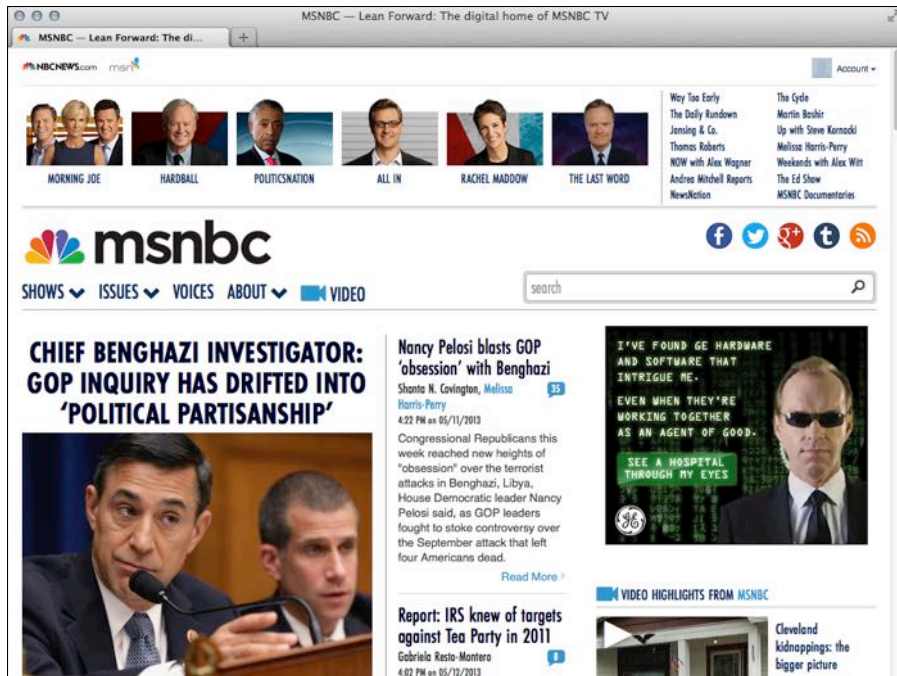 MSNBC — Lean Forward: The digital home of MSNBC TV
MSNBC — Lean Forward: The di...
NBCNEWS.com msn
Account
MORNING JOE
HARDBALL
POLITICSNATION
ALL IN
RACHEL MADDOW
THE LAST WORD
Way Too Early
The Daily Rundown
Jansing & Co.
Thomas Roberts
NOW with Alex Wagner
Andrea Mitchell Reports
NewsNation
The Cycle
Martin Bashir
Up with Steve Kornacki
Melissa Harris-Perry
Weekends with Alex Witt
The Ed Show
MSNBC Documentaries
msnbc
SHOWS ISSUES VOICES ABOUT VIDEO
search
CHIEF BENGHAZI INVESTIGATOR:
GOP INQUIRY HAS DRIFTED INTO
‘POLITICAL PARTISANSHIP’
Nancy Pelosi blasts GOP
‘obsession’ with Benghazi
Shanta N. Covington, Melissa
Harris-Perry
35
4:22 PM on 05/11/2013
Congressional Republicans this
week reached new heights of
"obsession" over the terrorist
attacks in Benghazi, Libya,
House Democratic leader Nancy
Pelosi said, as GOP leaders
fought to stoke controversy over
the September attack that left
four Americans dead.
Read More
Report: IRS knew of targets
against Tea Party in 2011
Gabriela Resto-Montero
8
4:02 PM on 05/12/2013
I'VE FOUND GE HARDWARE
AND SOFTWARE THAT
INTRIGUE ME.
EVEN WHEN THEY'RE
WORKING TOGETHER
AS AN AGENT OF GOOD.
SEE A HOSPITAL
THROUGH MY EYES
GE
VIDEO HIGHLIGHTS FROM MSNBC
Cleveland
kidnappings: the
bigger picture